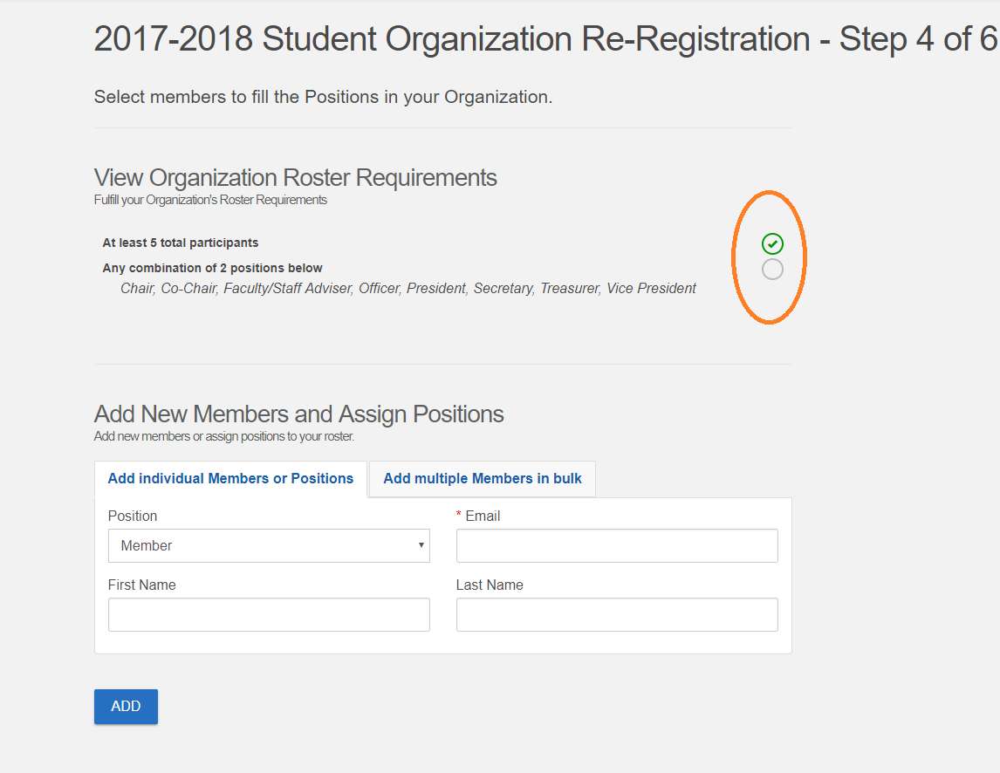 2017-2018 Student Organization Re-Registration - Step 4 of 6
Select members to fill the Positions in your Organization.
View Organization Roster Requirements
Fulfill your Organization's Roster Requirements
At least 5 total participants
Any combination of 2 positions below
Chair, Co-Chair, Faculty/Staff Adviser, Officer, President, Secretary, Treasurer, Vice President
Add New Members and Assign Positions
Add new members or assign positions to your roster.
Add individual Members or Positions
Add multiple Members in bulk
Position
* Email
Member
First Name
Last Name
ADD